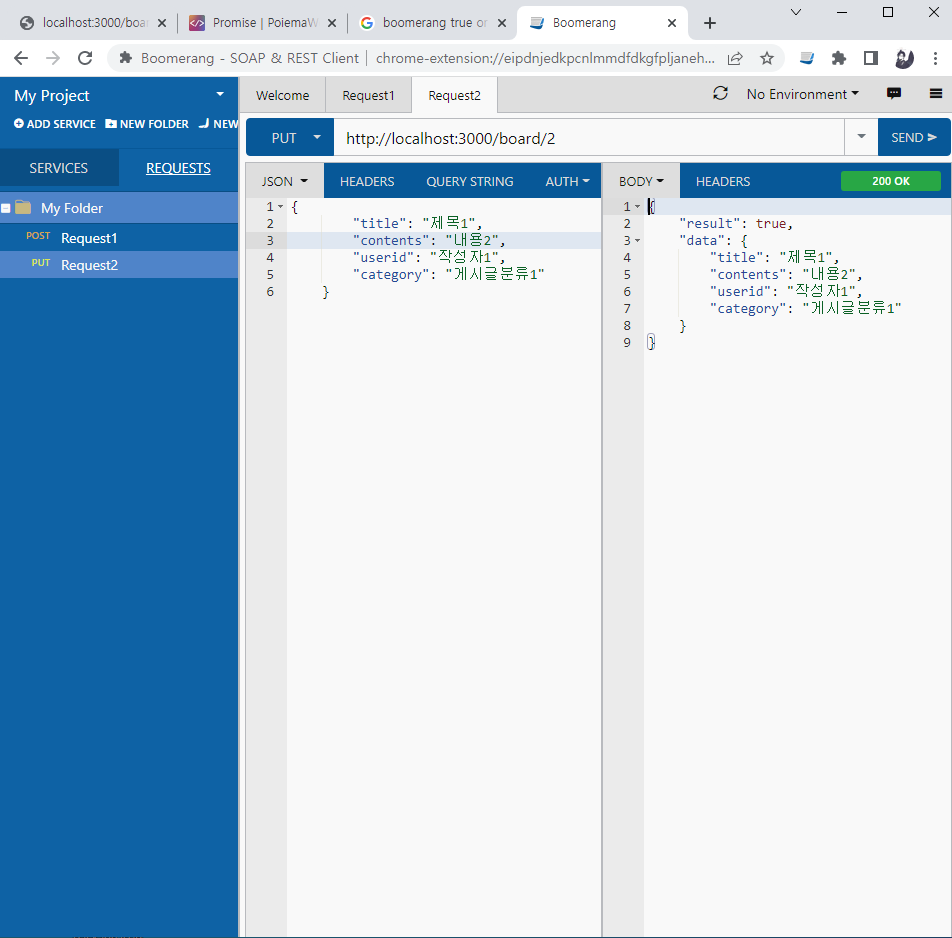 localhost:3000/boa
Promise | PoiemaW
boomerang true or
Boomerang
Boomerang - SOAP & REST Client
chrome-extension://eipdnjedkpcnlmmdfdkgfpljaneh...
My Project
ADD SERVICE
NEW FOLDER
NEW
SERVICES
REQUESTS
My Folder
POST Request1
PUT Request2
Welcome
Request1
Request2
No Environment
PUT
http://localhost:3000/board/2
SEND
JSON
HEADERS
QUERY STRING
AUTH
1 {
2 "title": "제목1",
3 "contents": "내용2",
4 "userid": "작성자1",
5 "category": "게시글분류1"
6 }
BODY
HEADERS
200 OK
1 {
2 "result": true,
3 "data": {
4 "title": "제목1",
5 "contents": "내용2",
6 "userid": "작성자1",
7 "category": "게시글분류1"
8 }
9 }